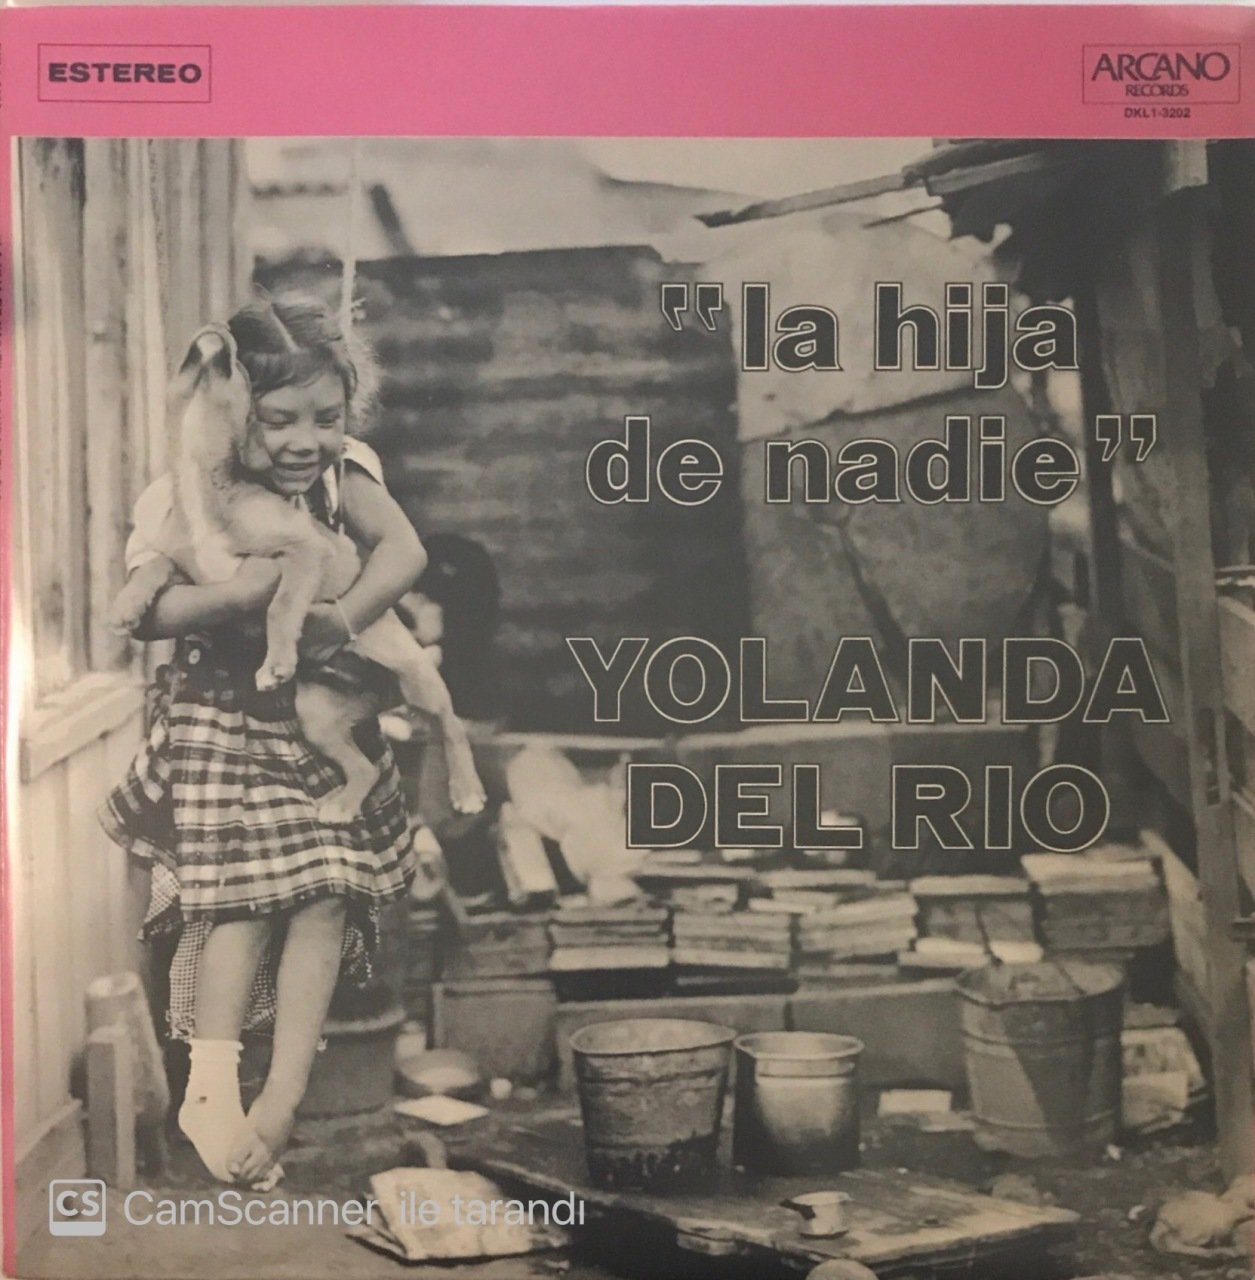 ESTEREO
ARCANO
RECORDS
DKL1-3202
"la hija
de nadie"
YOLANDA
DEL RIO
CS CamScanner ile tarandı